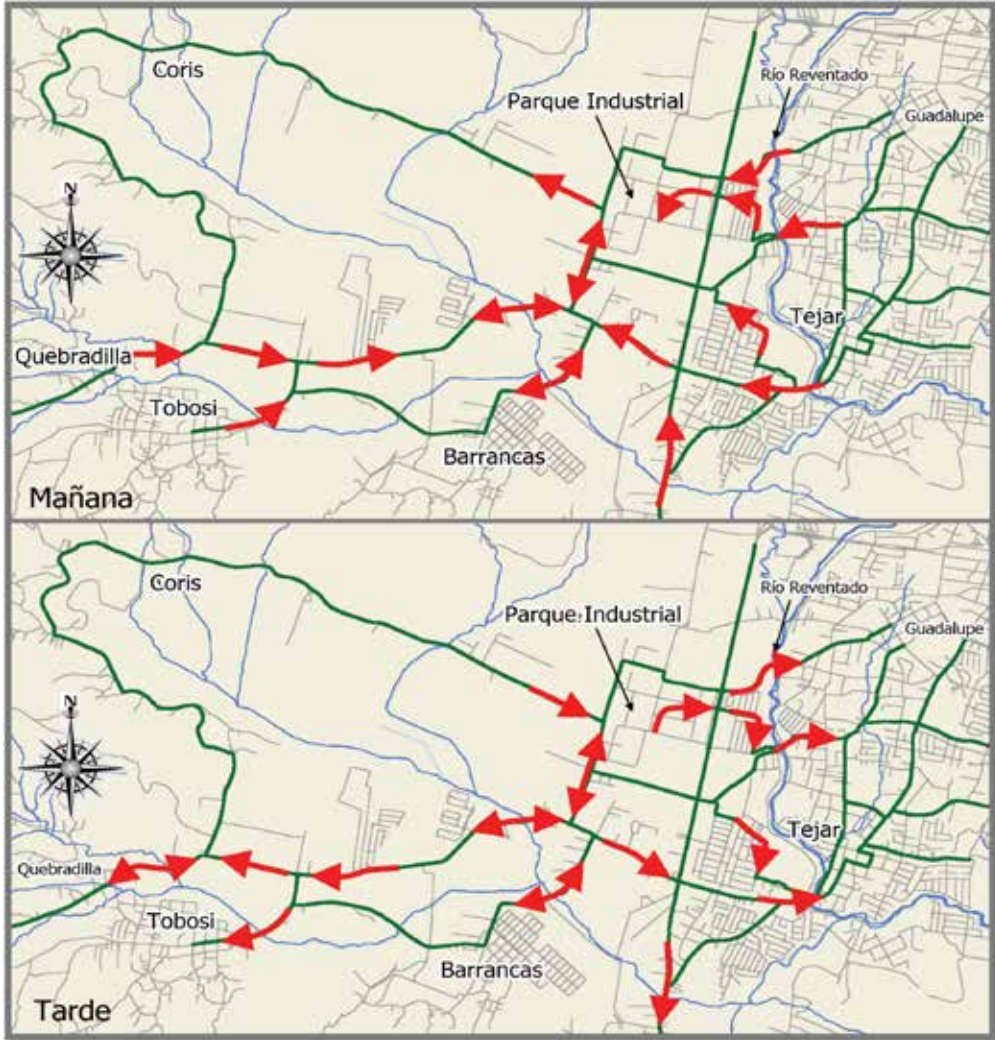 Coris
Río Reventado
Parque Industrial
Guadalupe
N
Tejar
Quebradilla
Tobosi
Barrancas
Mañana
Coris
Río Reventado
Parque Industrial
Guadalupe
N
Tejar
Quebradilla
Tobosi
Barrancas
Tarde